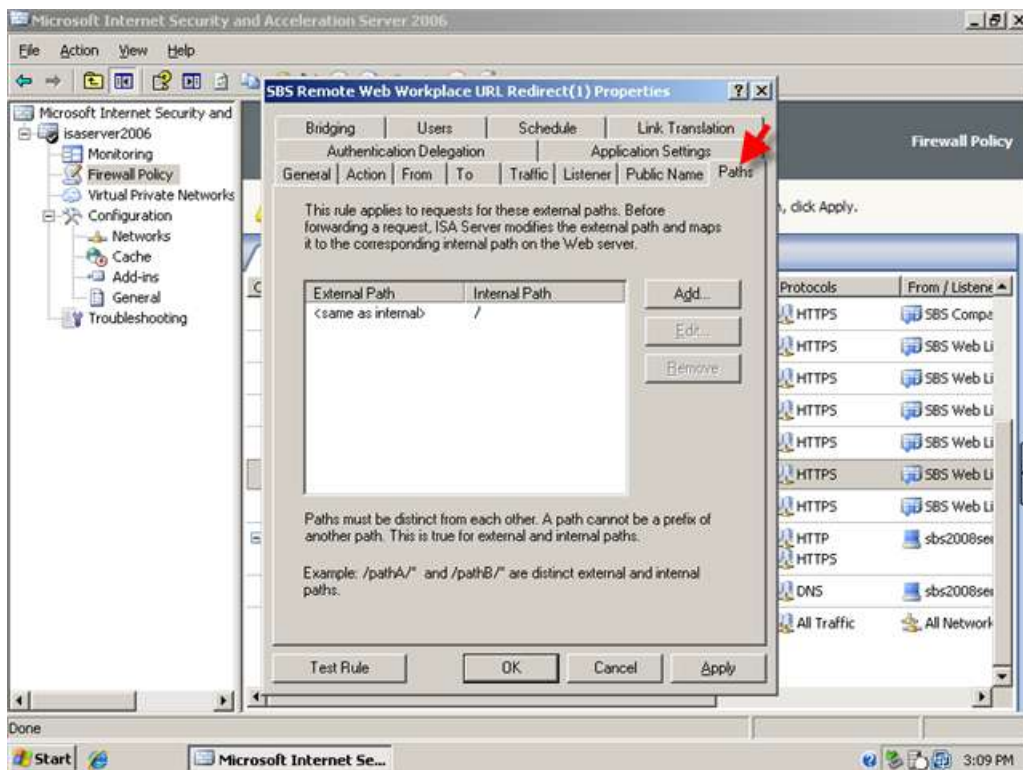 Microsoft Internet Security and Acceleration Server 2006
File Action View Help
Microsoft Internet Security and
isaserver2006
Monitoring
Firewall Policy
Virtual Private Networks
Configuration
Networks
Cache
Add-ins
General
Troubleshooting
SBS Remote Web Workplace URL Redirect(1) Properties
Bridging Users Schedule Link Translation
Authentication Delegation Application Settings
General Action From To Traffic Listener Public Name Paths
This rule applies to requests for these external paths. Before
forwarding a request, ISA Server modifies the external path and maps
it to the corresponding internal path on the Web server.
External Path Internal Path
<same as internal> /
Add...
Edit...
Remove
Paths must be distinct from each other. A path cannot be a prefix of
another path. This is true for external and internal paths.
Example: /pathA/* and /pathB/* are distinct external and internal
paths.
Test Rule OK Cancel Apply
Firewall Policy
, click Apply.
Protocols From / Listene
HTTPS SBS Compa
HTTPS SBS Web Li
HTTPS SBS Web Li
HTTPS SBS Web Li
HTTPS SBS Web Li
HTTPS SBS Web Li
HTTPS SBS Web Li
HTTP sbs2008ser
HTTPS
DNS sbs2008ser
All Traffic All Network
Done
Start Microsoft Internet Se... 3:09 PM